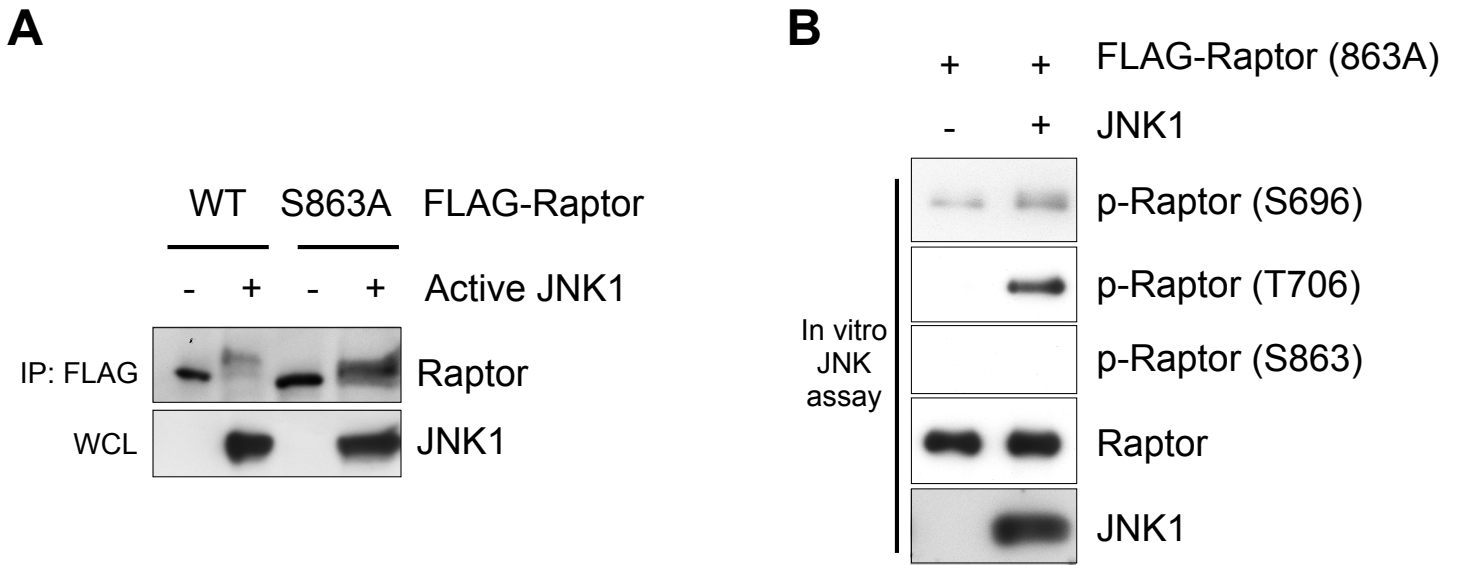 A
WT S863A FLAG-Raptor
- + - + Active JNK1
IP: FLAG Raptor
WCL JNK1
B
+ + FLAG-Raptor (863A)
- + JNK1
p-Raptor (S696)
p-Raptor (T706)
In vitro
JNK
assay
p-Raptor (S863)
Raptor
JNK1